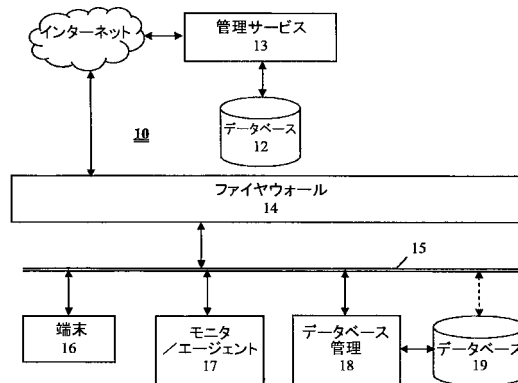 インターネット
管理サービス
13
データベース
12
10
ファイヤウォール
14
15
端末
16
モニタ
／エージェント
17
データベース
管理
18
データベース
19